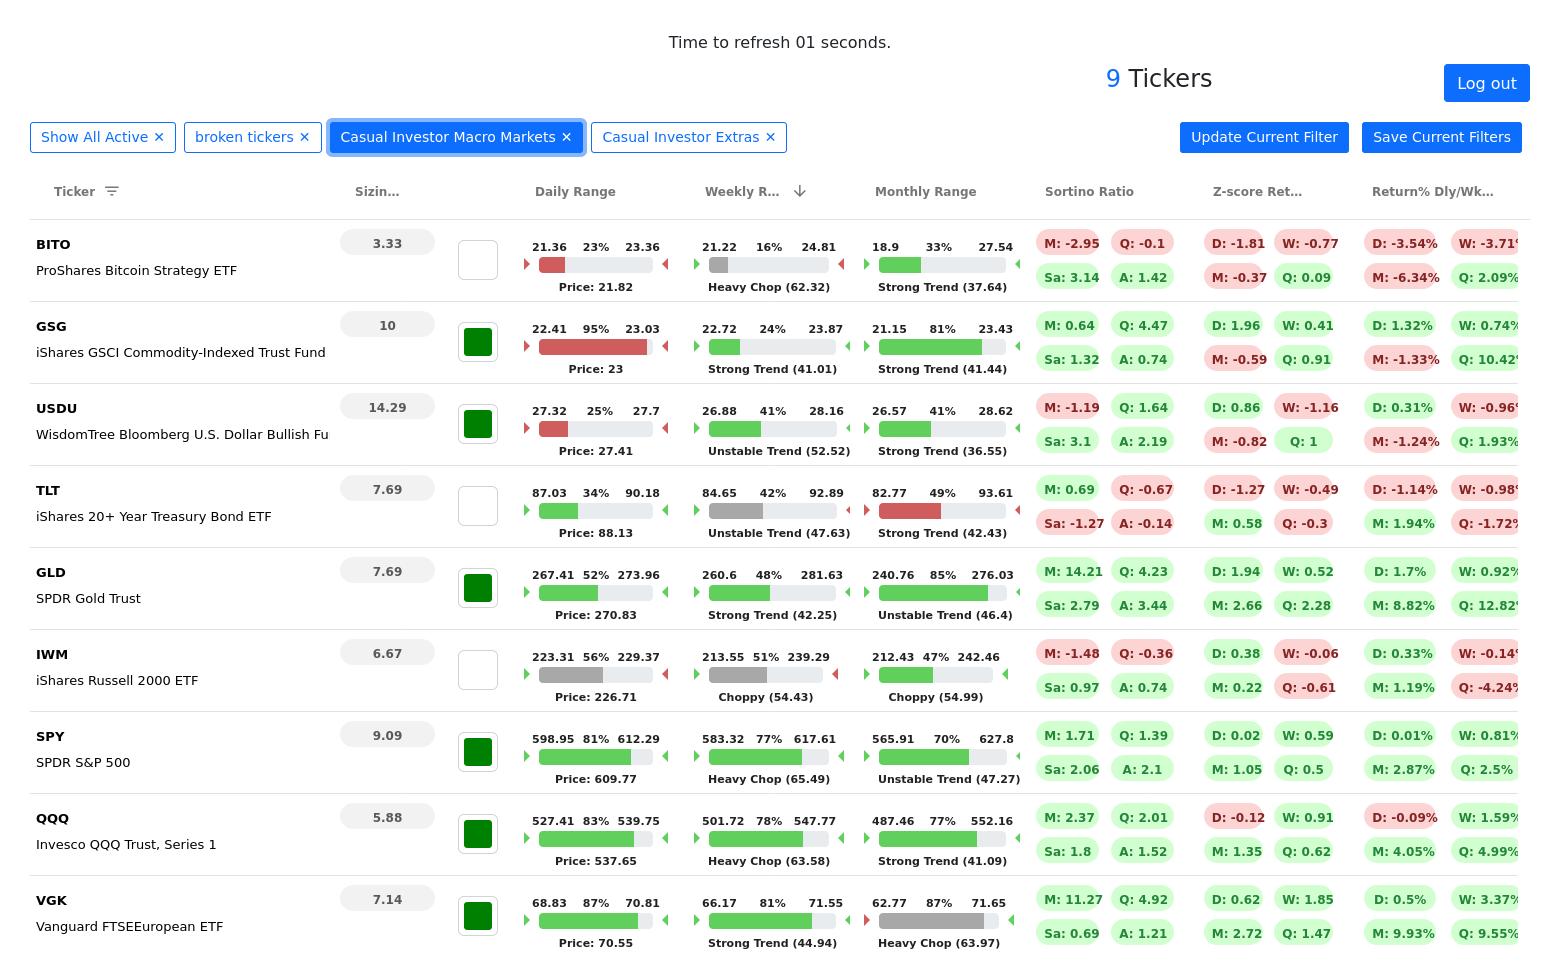 Time to refresh 01 seconds.
9 Tickers
Log out
Show All Active ✕ broken tickers ✕ Casual Investor Macro Markets ✕ Casual Investor Extras ✕ Update Current Filter Save Current Filters
Ticker Sizin... Daily Range Weekly R... Monthly Range Sortino Ratio Z-score Ret... Return% Dly/Wk...
BITO 3.33 21.36 23% 23.36 21.22 16% 24.81 18.9 33% 27.54 M: -2.95 Q: -0.1 D: -1.81 W: -0.77 D: -3.54% W: -3.71%
ProShares Bitcoin Strategy ETF Price: 21.82 Heavy Chop (62.32) Strong Trend (37.64) Sa: 3.14 A: 1.42 M: -0.37 Q: 0.09 M: -6.34% Q: 2.09%
GSG 10 22.41 95% 23.03 22.72 24% 23.87 21.15 81% 23.43 M: 0.64 Q: 4.47 D: 1.96 W: 0.41 D: 1.32% W: 0.74%
iShares GSCI Commodity-Indexed Trust Fund Price: 23 Strong Trend (41.01) Strong Trend (41.44) Sa: 1.32 A: 0.74 M: -0.59 Q: 0.91 M: -1.33% Q: 10.42%
USDU 14.29 27.32 25% 27.7 26.88 41% 28.16 26.57 41% 28.62 M: -1.19 Q: 1.64 D: 0.86 W: -1.16 D: 0.31% W: -0.96%
WisdomTree Bloomberg U.S. Dollar Bullish Fu Price: 27.41 Unstable Trend (52.52) Strong Trend (36.55) Sa: 3.1 A: 2.19 M: -0.82 Q: 1 M: -1.24% Q: 1.93%
TLT 7.69 87.03 34% 90.18 84.65 42% 92.89 82.77 49% 93.61 M: 0.69 Q: -0.67 D: -1.27 W: -0.49 D: -1.14% W: -0.98%
iShares 20+ Year Treasury Bond ETF Price: 88.13 Unstable Trend (47.63) Strong Trend (42.43) Sa: -1.27 A: -0.14 M: 0.58 Q: -0.3 M: 1.94% Q: -1.72%
GLD 7.69 267.41 52% 273.96 260.6 48% 281.63 240.76 85% 276.03 M: 14.21 Q: 4.23 D: 1.94 W: 0.52 D: 1.7% W: 0.92%
SPDR Gold Trust Price: 270.83 Strong Trend (42.25) Unstable Trend (46.4) Sa: 2.79 A: 3.44 M: 2.66 Q: 2.28 M: 8.82% Q: 12.82%
IWM 6.67 223.31 56% 229.37 213.55 51% 239.29 212.43 47% 242.46 M: -1.48 Q: -0.36 D: 0.38 W: -0.06 D: 0.33% W: -0.14%
iShares Russell 2000 ETF Price: 226.71 Choppy (54.43) Choppy (54.99) Sa: 0.97 A: 0.74 M: 0.22 Q: -0.61 M: 1.19% Q: -4.24%
SPY 9.09 598.95 81% 612.29 583.32 77% 617.61 565.91 70% 627.8 M: 1.71 Q: 1.39 D: 0.02 W: 0.59 D: 0.01% W: 0.81%
SPDR S&P 500 Price: 609.77 Heavy Chop (65.49) Unstable Trend (47.27) Sa: 2.06 A: 2.1 M: 1.05 Q: 0.5 M: 2.87% Q: 2.5%
QQQ 5.88 527.41 83% 539.75 501.72 78% 547.77 487.46 77% 552.16 M: 2.37 Q: 2.01 D: -0.12 W: 0.91 D: -0.09% W: 1.59%
Invesco QQQ Trust, Series 1 Price: 537.65 Heavy Chop (63.58) Strong Trend (41.09) Sa: 1.8 A: 1.52 M: 1.35 Q: 0.62 M: 4.05% Q: 4.99%
VGK 7.14 68.83 87% 70.81 66.17 81% 71.55 62.77 87% 71.65 M: 11.27 Q: 4.92 D: 0.62 W: 1.85 D: 0.5% W: 3.37%
Vanguard FTSEEuropean ETF Price: 70.55 Strong Trend (44.94) Heavy Chop (63.97) Sa: 0.69 A: 1.21 M: 2.72 Q: 1.47 M: 9.93% Q: 9.55%